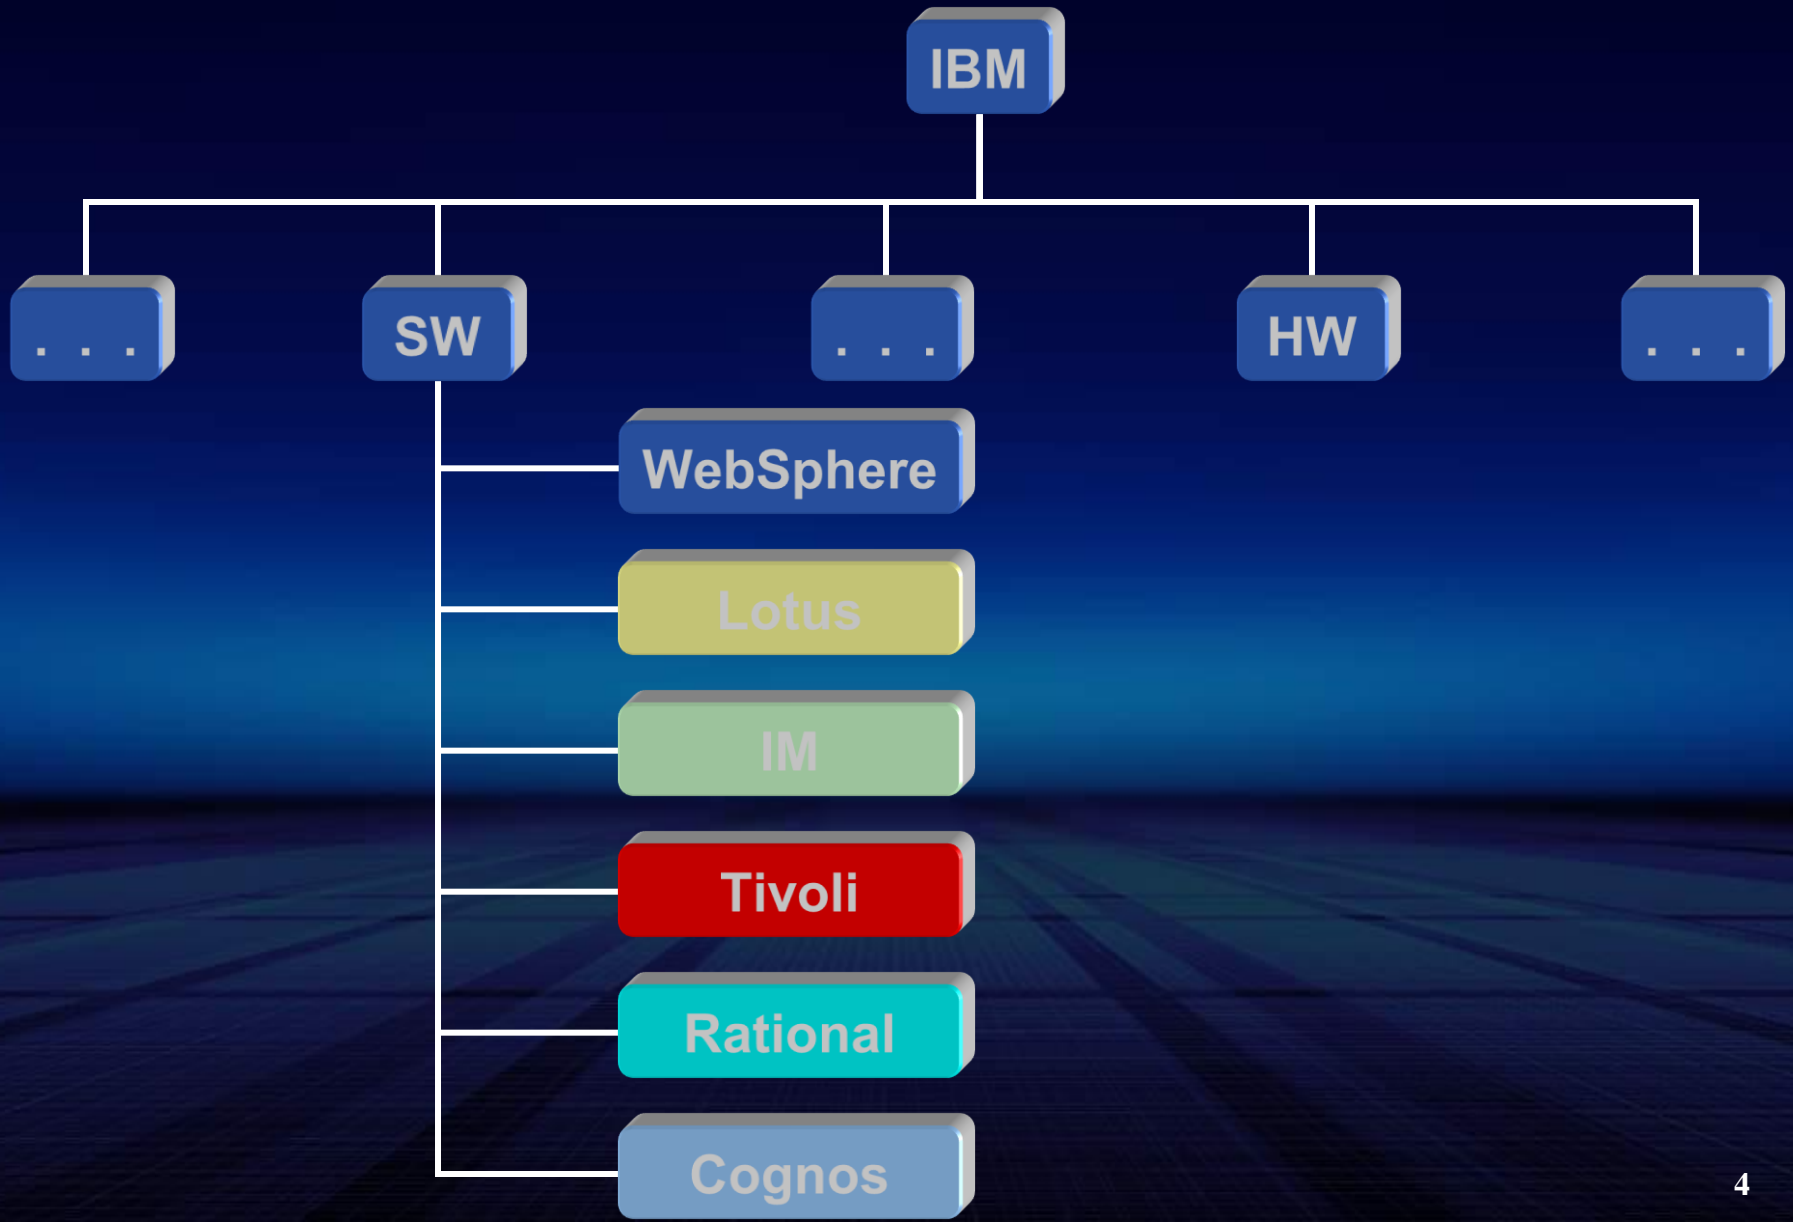 IBM
. . .
SW
. . .
HW
. . .
WebSphere
Lotus
IM
Tivoli
Rational
Cognos
4